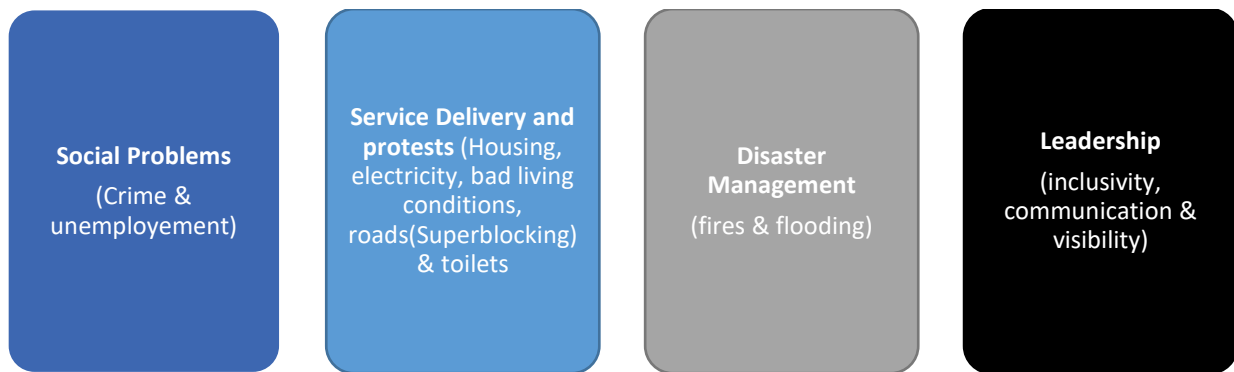 Social Problems
(Crime &
unemployement)
Service Delivery and
protests (Housing,
electricity, bad living
conditions,
roads(Superblocking)
& toilets
Disaster
Management
(fires & flooding)
Leadership
(inclusivity,
communication &
visibility)